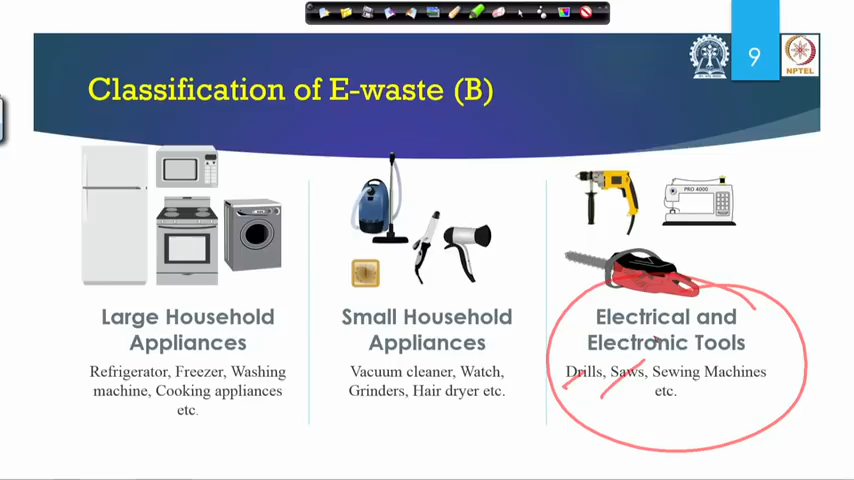 9
NPTEL
Classification of E-waste (B)
PRO 4000
Large Household
Appliances
Refrigerator, Freezer, Washing
machine, Cooking appliances
etc.
Small Household
Appliances
Vacuum cleaner, Watch,
Grinders, Hair dryer etc.
Electrical and
Electronic Tools
Drills, Saws, Sewing Machines
etc.